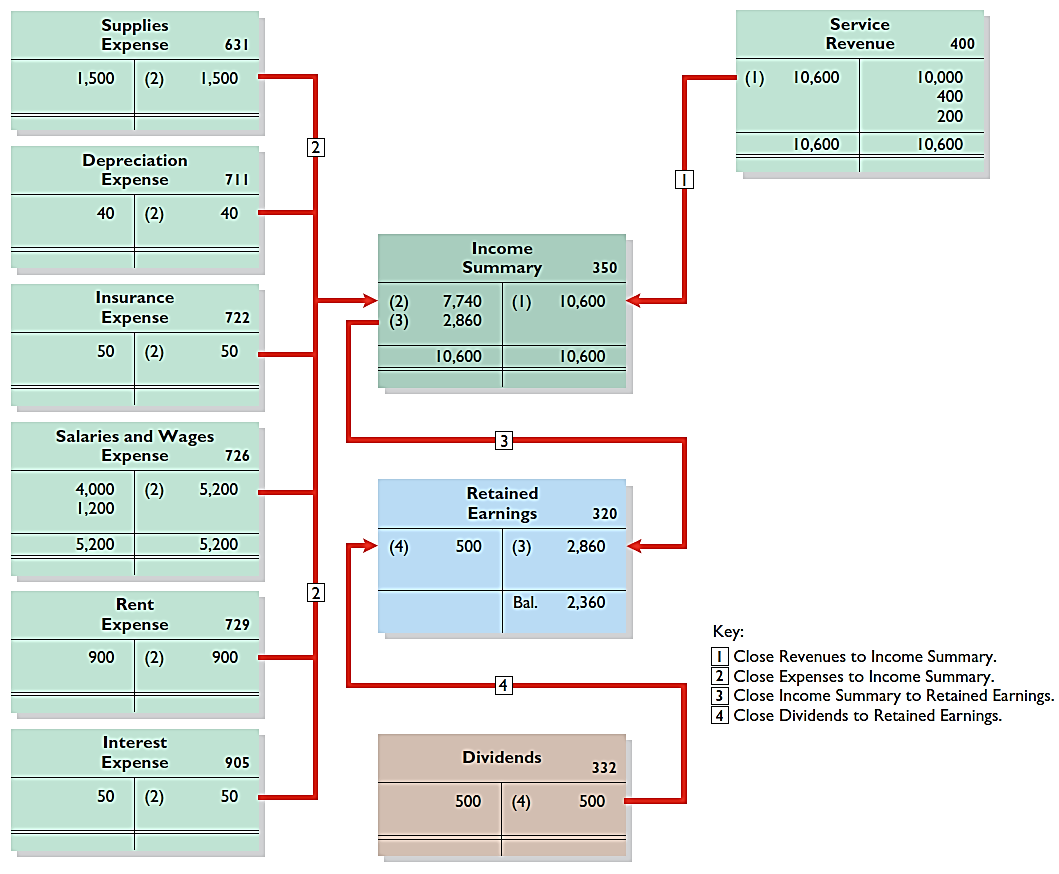 Supplies
Expense 631
1,500 (2) 1,500
Depreciation
Expense 711
40 (2) 40
Insurance
Expense 722
50 (2) 50
Salaries and Wages
Expense 726
4,000 (2) 5,200
1,200
5,200 5,200
Rent
Expense 729
900 (2) 900
Interest
Expense 905
50 (2) 50
2
2
Income
Summary 350
(2) 7,740 (1) 10,600
(3) 2,860
10,600 10,600
3
Retained
Earnings 320
(4) 500 (3) 2,860
Bal. 2,360
4
Dividends 332
500 (4) 500
Service
Revenue 400
(1) 10,600 10,000
400
200
10,600 10,600
1
Key:
1 Close Revenues to Income Summary.
2 Close Expenses to Income Summary.
3 Close Income Summary to Retained Earnings.
4 Close Dividends to Retained Earnings.